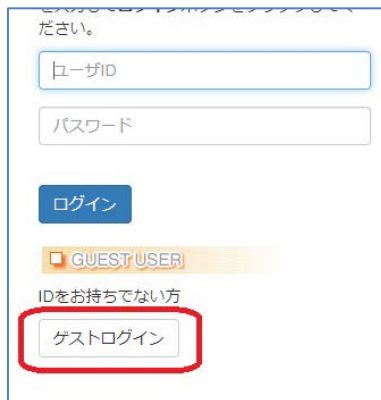 ださい。
ユーザID
パスワード
ログイン
GUEST USER
IDをお持ちでない方
ゲストログイン